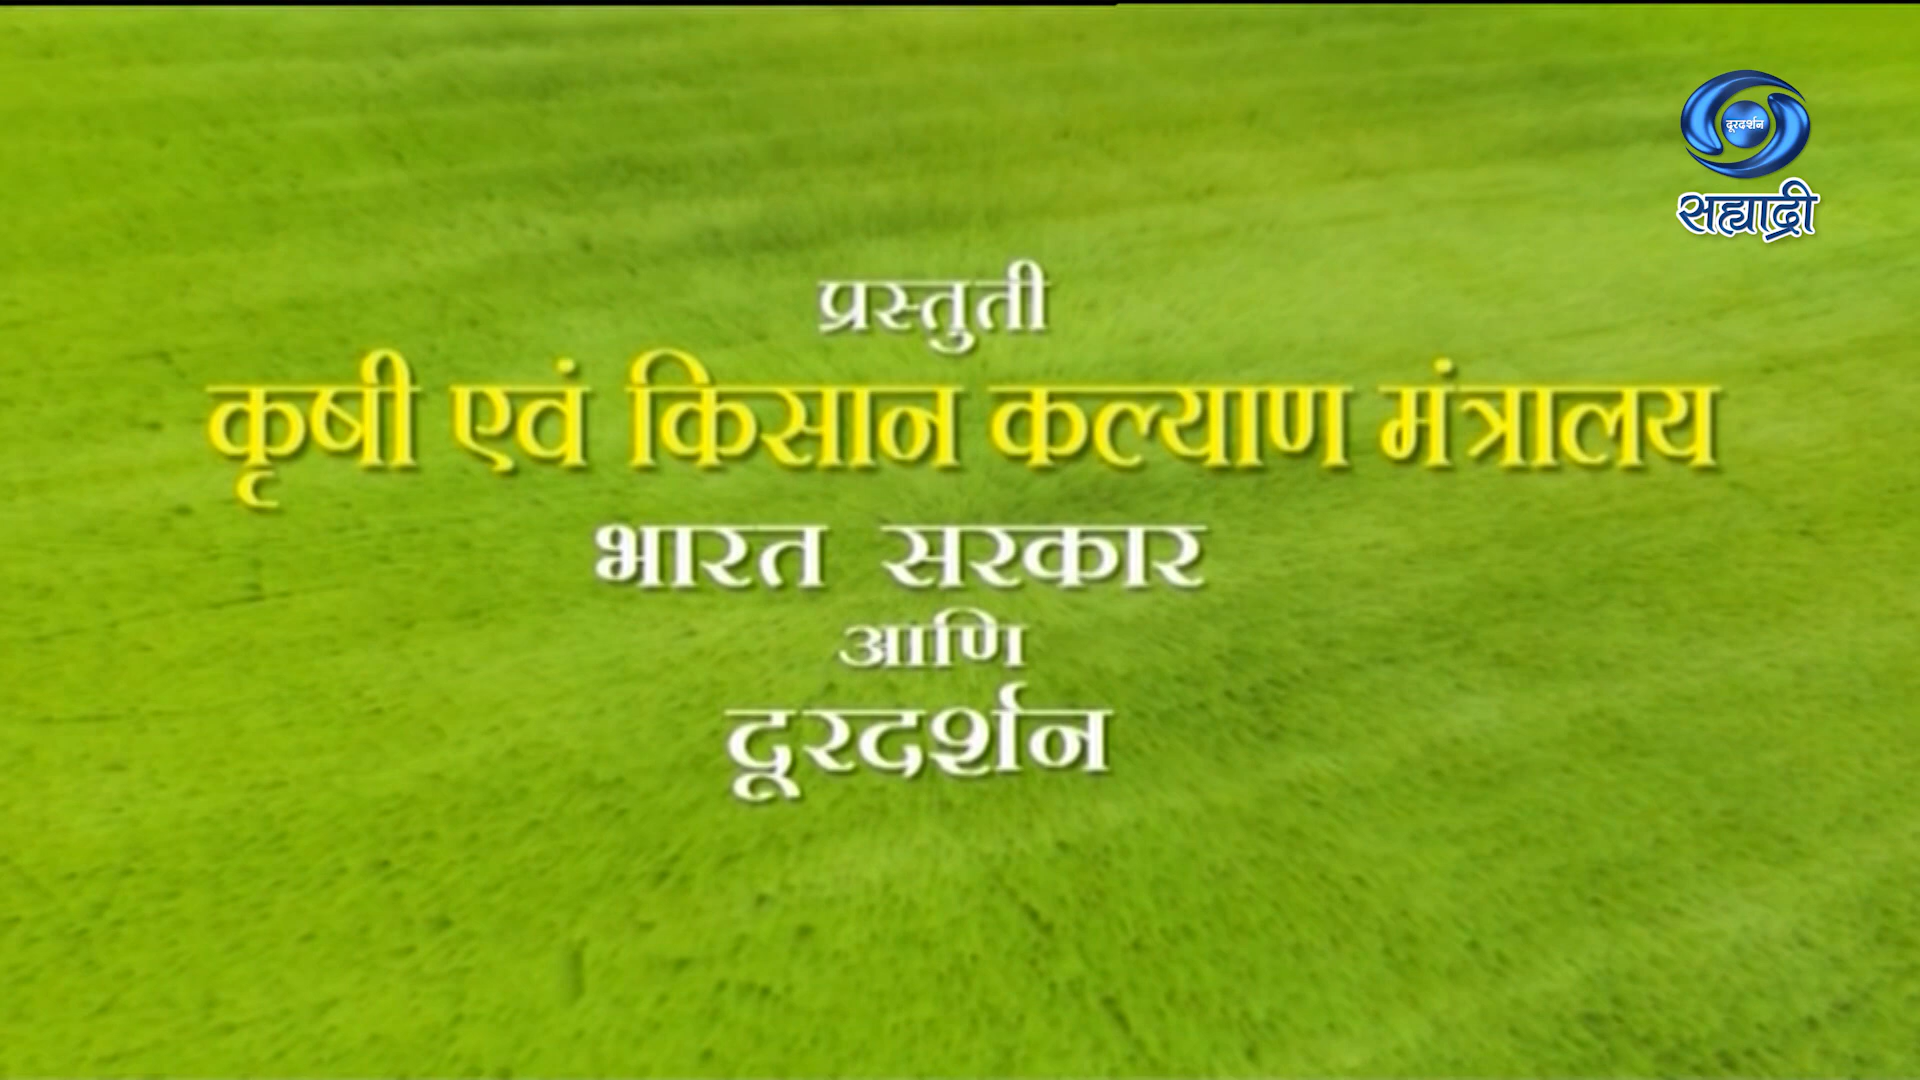 दूरदर्शन
सह्याद्री
प्रस्तुती
कृषी एवं किसान कल्याण मंत्रालय
भारत सरकार
आणि
दूरदर्शन